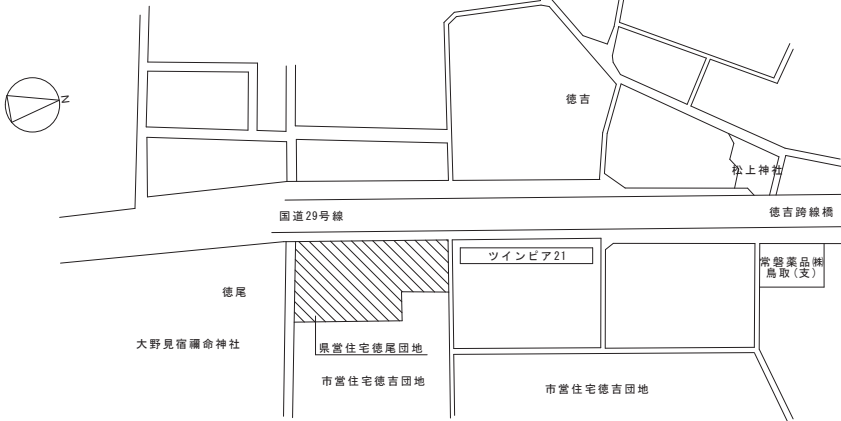 徳吉
N
松上神社
国道29号線
徳吉跨線橋
ツインピア21
常磐薬品㈱
鳥取(支)
徳尾
大野見宿禰命神社
県営住宅徳尾団地
市営住宅徳吉団地
市営住宅徳吉団地